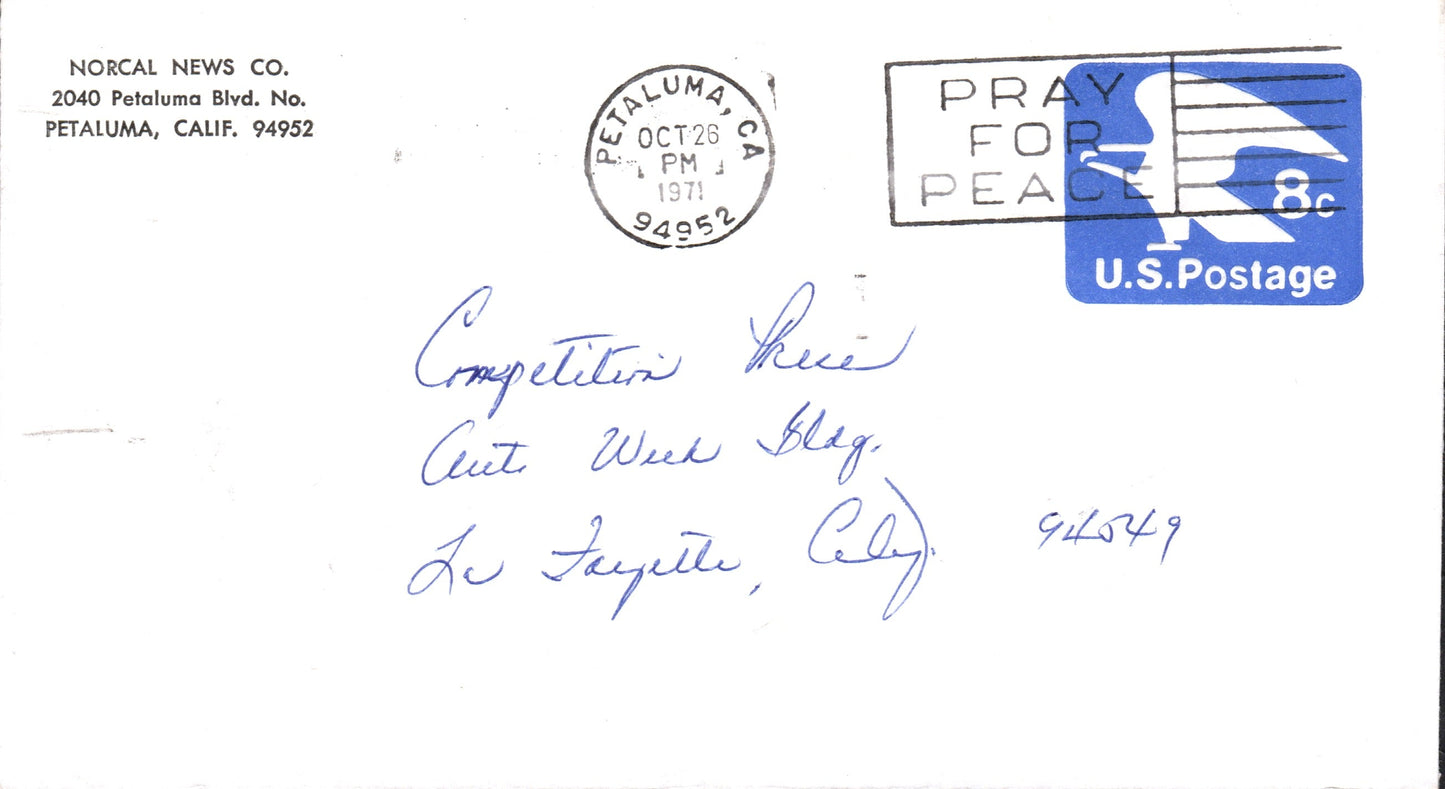 NORCAL NEWS CO.
2040 Petaluma Blvd. No.
PETALUMA, CALIF. 94952
PETALUMA, CA
OCT 26
PM
1971
94952
PRAY
FOR
PEACE
8c
U.S. Postage
Competition Press
Auto Week Bldg.
La Fayette, Calif. 94549